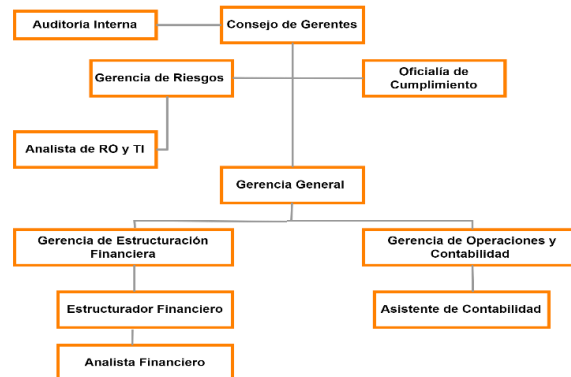 Auditoria Interna
Consejo de Gerentes
Gerencia de Riesgos
Oficialía de
Cumplimiento
Analista de RO y TI
Gerencia General
Gerencia de Estructuración
Financiera
Gerencia de Operaciones y
Contabilidad
Estructurador Financiero
Asistente de Contabilidad
Analista Financiero